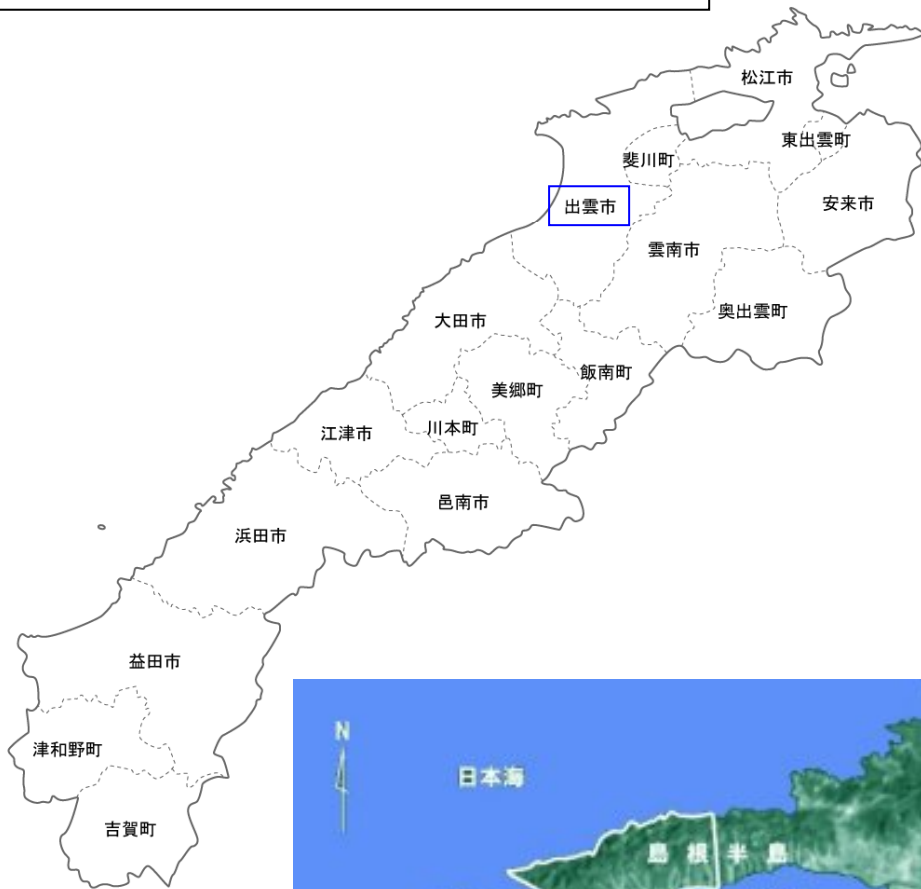 松江市
東出雲町
斐川町
安来市
出雲市
雲南市
奥出雲町
大田市
飯南町
美郷町
川本町
江津市
邑南市
浜田市
益田市
津和野町
吉賀町
N
日本海
島根半島